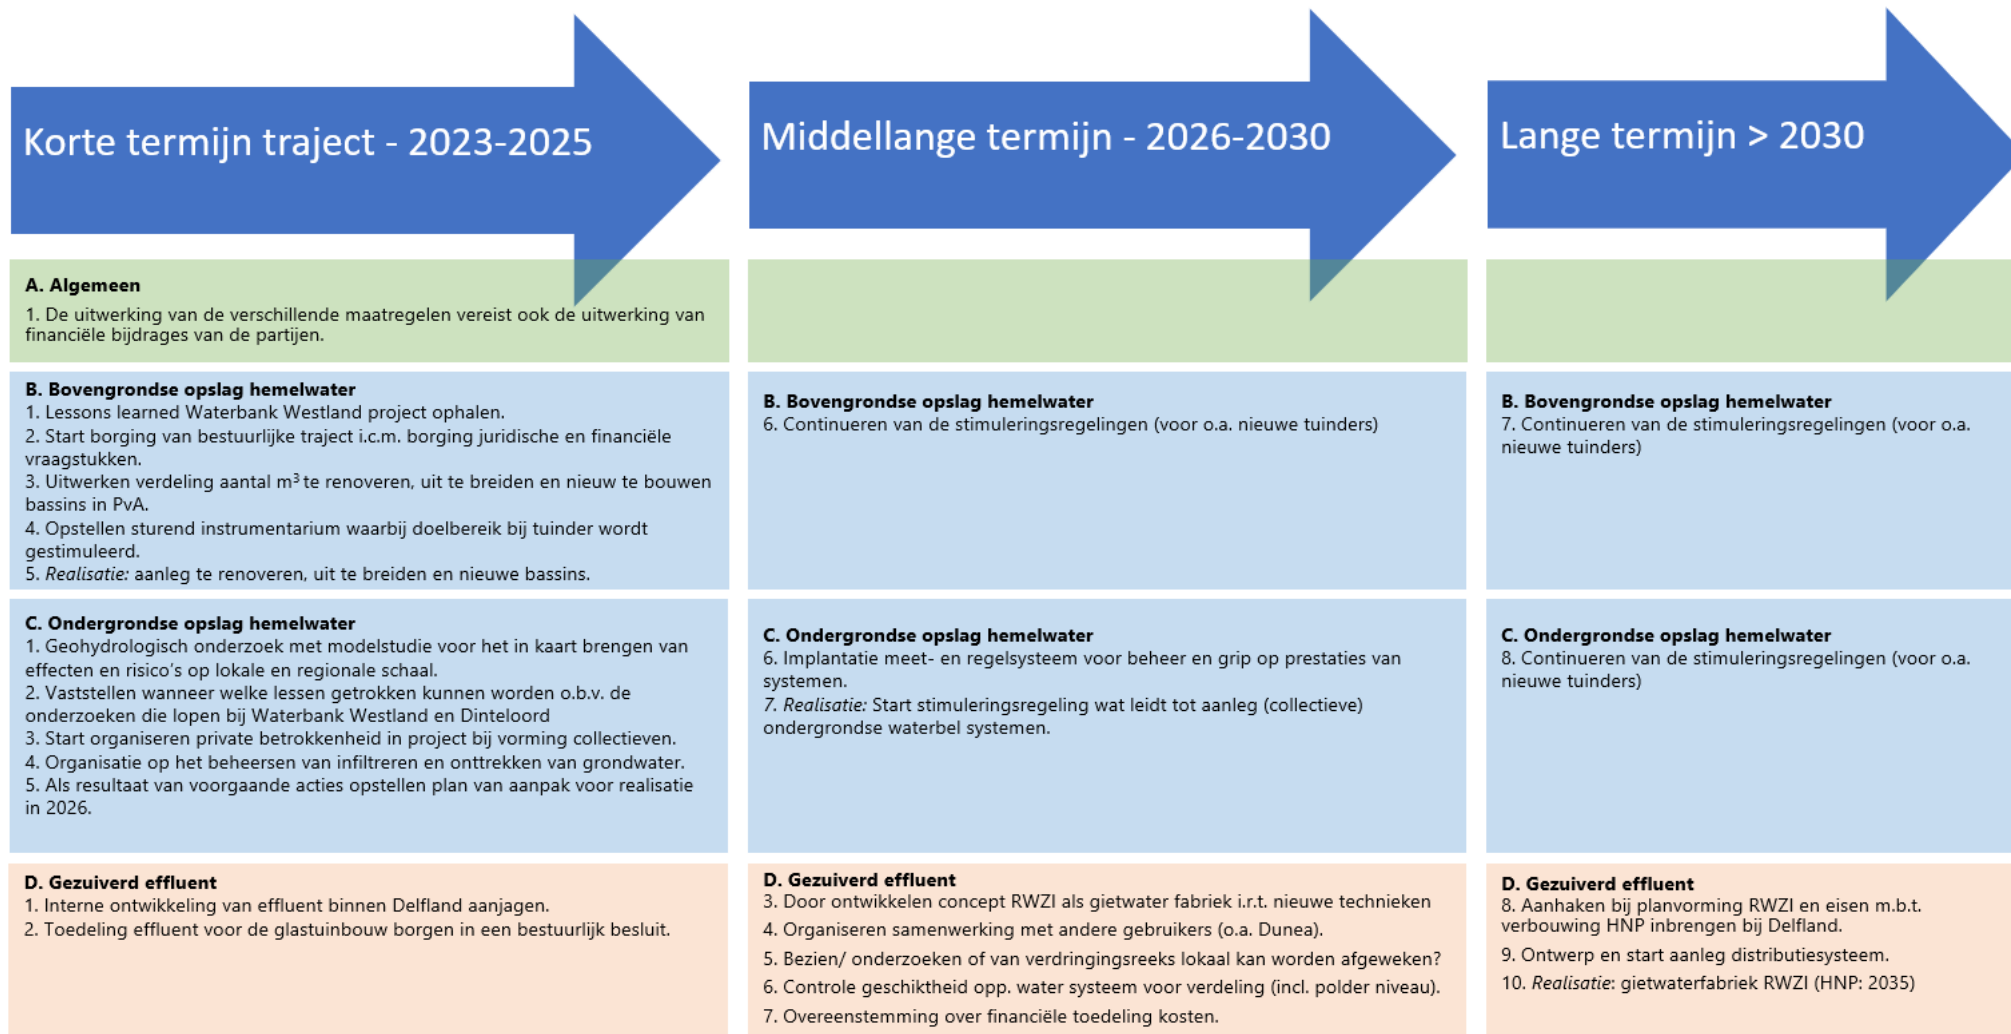 Korte termijn traject - 2023-2025
Middellange termijn - 2026-2030
Lange termijn > 2030
A. Algemeen
1. De uitwerking van de verschillende maatregelen vereist ook de uitwerking van
financiële bijdrages van de partijen.
B. Bovengrondse opslag hemelwater
1. Lessons learned Waterbank Westland project ophalen.
2. Start borging van bestuurlijke traject i.c.m. borging juridische en financiële
vraagstukken.
3. Uitwerken verdeling aantal m³ te renoveren, uit te breiden en nieuw te bouwen
bassins in PvA.
4. Opstellen sturend instrumentarium waarbij doelbereik bij tuinder wordt
gestimuleerd.
5. Realisatie: aanleg te renoveren, uit te breiden en nieuwe bassins.
B. Bovengrondse opslag hemelwater
6. Continueren van de stimuleringsregelingen (voor o.a. nieuwe tuinders)
B. Bovengrondse opslag hemelwater
7. Continueren van de stimuleringsregelingen (voor o.a.
nieuwe tuinders)
C. Ondergrondse opslag hemelwater
1. Geohydrologisch onderzoek met modelstudie voor het in kaart brengen van
effecten en risico's op lokale en regionale schaal.
2. Vaststellen wanneer welke lessen getrokken kunnen worden o.b.v. de
onderzoeken die lopen bij Waterbank Westland en Dinteloord
3. Start organiseren private betrokkenheid in project bij vorming collectieven.
4. Organisatie op het beheersen van infiltreren en onttrekken van grondwater.
5. Als resultaat van voorgaande acties opstellen plan van aanpak voor realisatie
in 2026.
C. Ondergrondse opslag hemelwater
6. Implantatie meet- en regelsysteem voor beheer en grip op prestaties van
systemen.
7. Realisatie: Start stimuleringsregeling wat leidt tot aanleg (collectieve)
ondergrondse waterbel systemen.
C. Ondergrondse opslag hemelwater
8. Continueren van de stimuleringsregelingen (voor o.a.
nieuwe tuinders)
D. Gezuiverd effluent
1. Interne ontwikkeling van effluent binnen Delfland aanjagen.
2. Toedeling effluent voor de glastuinbouw borgen in een bestuurlijk besluit.
D. Gezuiverd effluent
3. Door ontwikkelen concept RWZI als gietwater fabriek i.r.t. nieuwe technieken
4. Organiseren samenwerking met andere gebruikers (o.a. Dunea).
5. Bezien/ onderzoeken of van verdringingsreeks lokaal kan worden afgeweken?
6. Controle geschiktheid opp. water systeem voor verdeling (incl. polder niveau).
7. Overeenstemming over financiële toedeling kosten.
D. Gezuiverd effluent
8. Aanhaken bij planvorming RWZI en eisen m.b.t.
verbouwing HNP inbrengen bij Delfland.
9. Ontwerp en start aanleg distributiesysteem.
10. Realisatie: gietwaterfabriek RWZI (HNP: 2035)